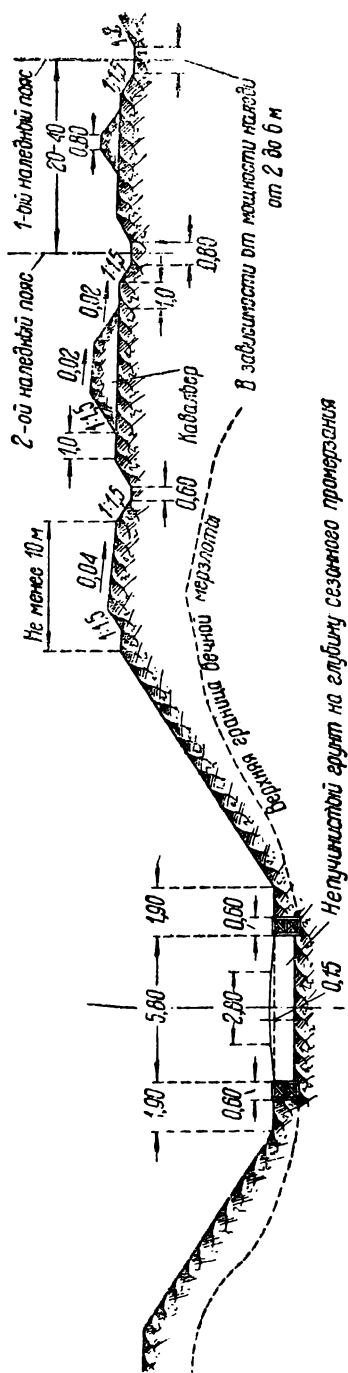 1,90
5,80
1,90
0,60
2,80
0,60
0,15
Непучинистый грунт на глубину сезонного промерзания
Верхняя граница вечной мерзлоты
Не менее 10 м
1:1,5
0,04
1:1,5
0,60
1,0
1:1,5
0,02
0,02
Кавальер
1,0
1:1,5
0,80
2-ой наледный пояс
1-ой наледный пояс
20-40
0,80
1:1,5
В зависимости от мощности наледи
от 2 до 6 м